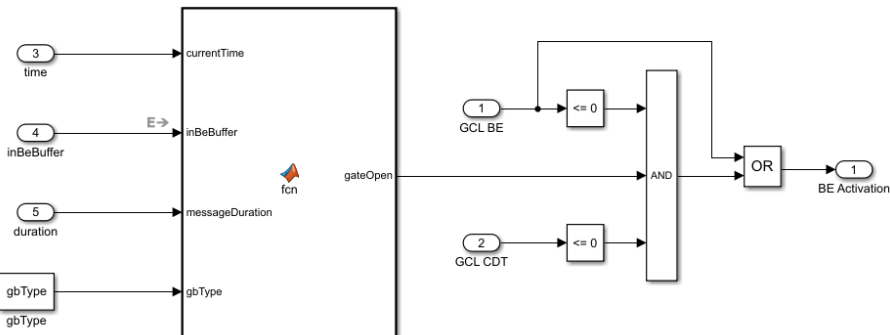 3
time
currentTime
E→
4
inBeBuffer
inBeBuffer
fcn
gateOpen
5
duration
messageDuration
gbType
gbType
gbType
1
GCL BE
<= 0
AND
2
GCL CDT
<= 0
OR
1
BE Activation